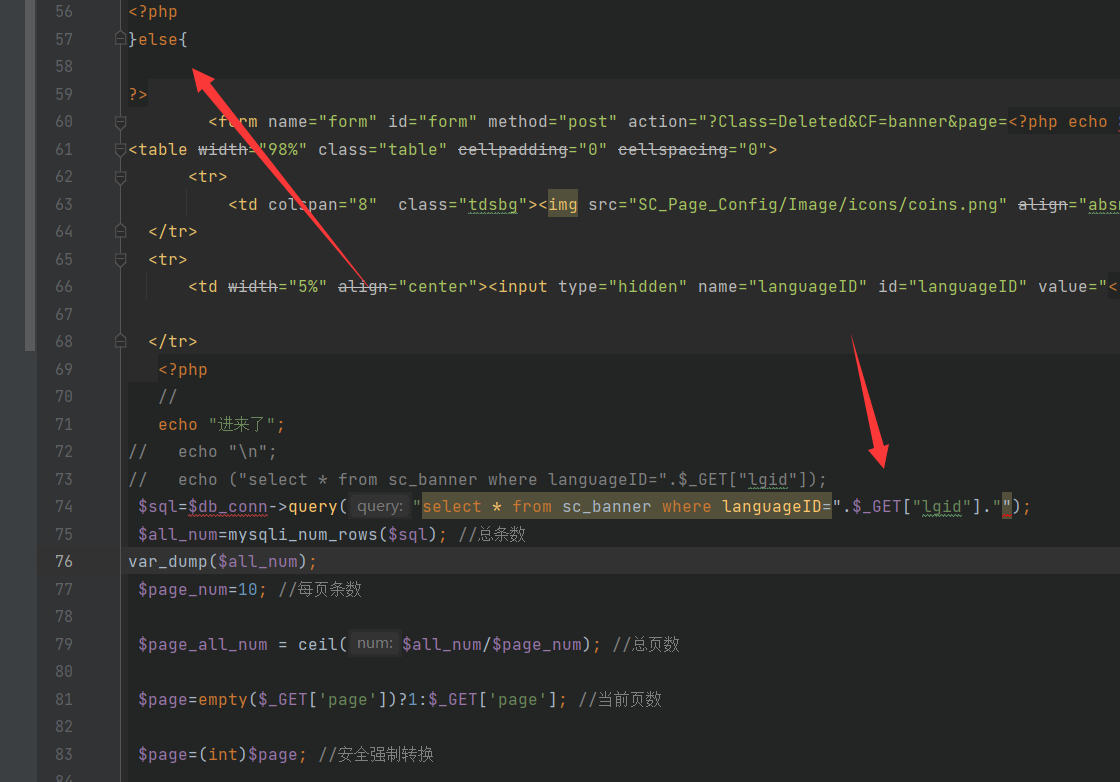 56 <?php
57 }else{
58
59 ?>
60 <form name="form" id="form" method="post" action="?Class=Deleted&CF=banner&page=<?php echo
61 <table width="98%" class="table" cellpadding="0" cellspacing="0">
62 <tr>
63 <td colspan="8"  class="tdsbg"><img src="SC_Page_Config/Image/icons/coins.png" align="abs
64 </tr>
65 <tr>
66 <td width="5%" align="center"><input type="hidden" name="languageID" id="languageID" value="<
67
68 </tr>
69 <?php
70 //
71 echo "进来了";
72 //   echo "\n";
73 //   echo ("select * from sc_banner where languageID=".$_GET["lgid"]);
74 $sql=$db_conn->query( query: "select * from sc_banner where languageID=".$_GET["lgid"]."");
75 $all_num=mysqli_num_rows($sql); //总条数
76 var_dump($all_num);
77 $page_num=10; //每页条数
78
79 $page_all_num = ceil( num: $all_num/$page_num); //总页数
80
81 $page=empty($_GET['page'])?1:$_GET['page']; //当前页数
82
83 $page=(int)$page; //安全强制转换
84